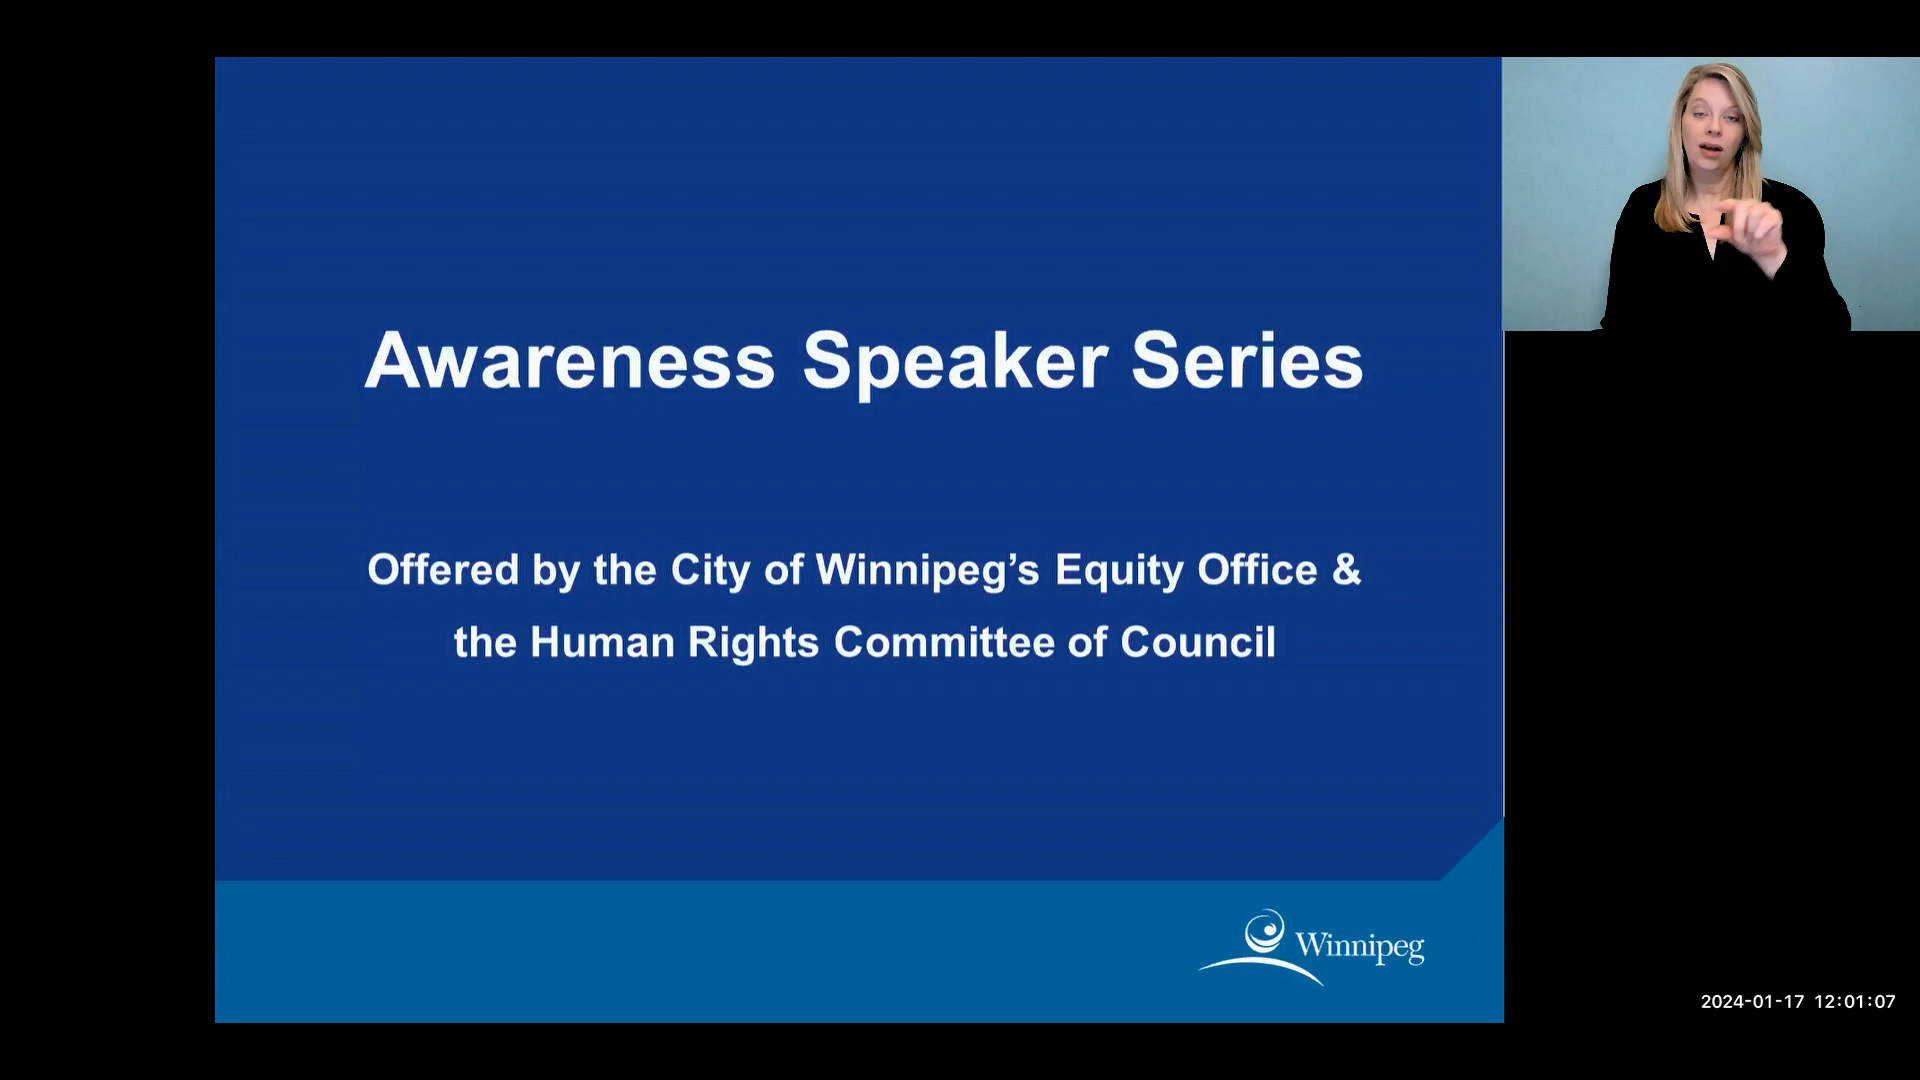 Awareness Speaker Series
Offered by the City of Winnipeg’s Equity Office &
the Human Rights Committee of Council
Winnipeg
2024-01-17 12:01:07